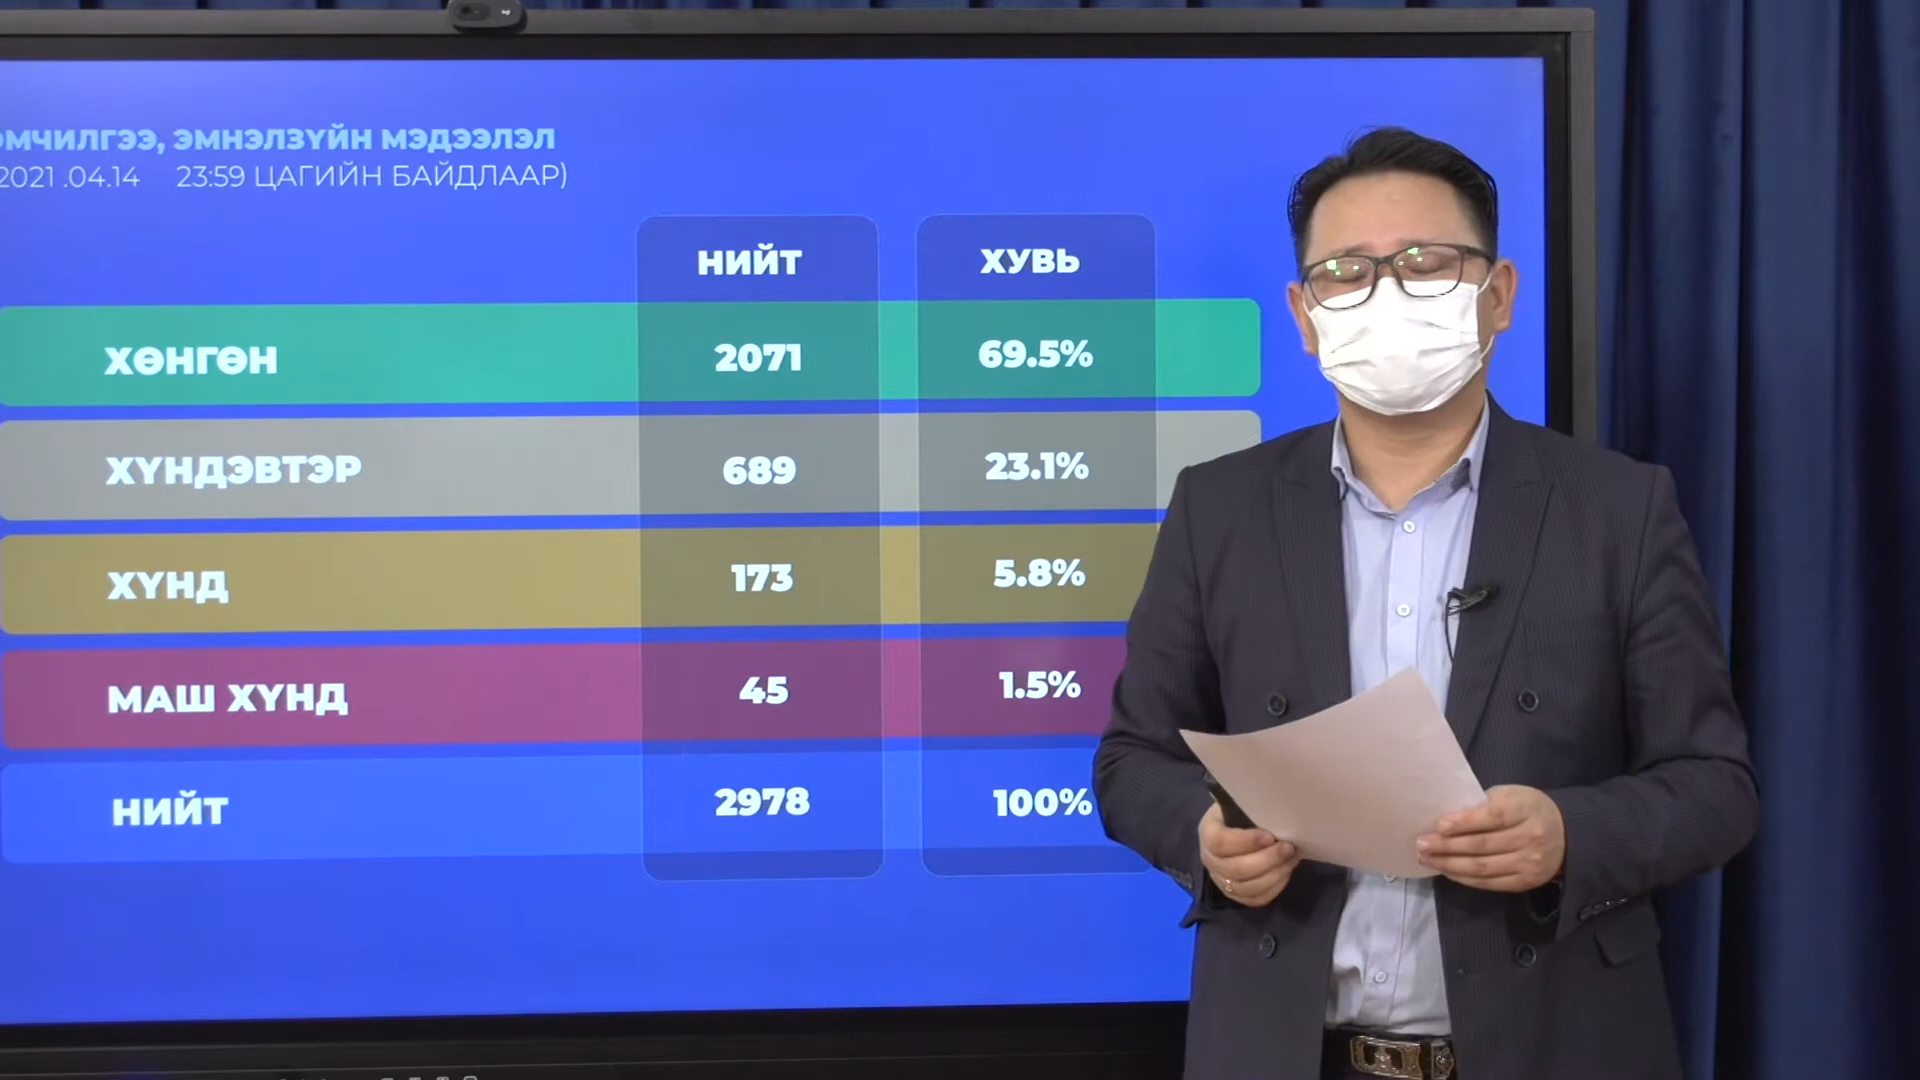 ЭМНЭЛЗҮЙН МЭДЭЭЛЭЛ
2021 .04.14 23:59 ЦАГИЙН БАЙДЛААР)
НИЙТ ХУВЬ
ХӨНГӨН 2071 69.5%
ХҮНДЭВТЭР 689 23.1%
ХҮНД 173 5.8%
МАШ ХҮНД 45 1.5%
НИЙТ 2978 100%